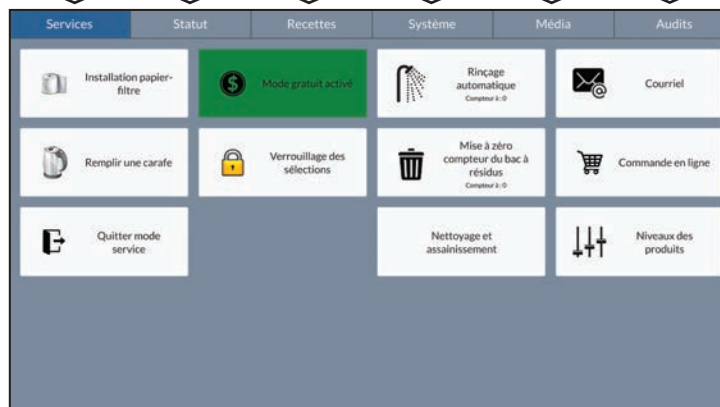 Services
Statut
Recettes
Système
Média
Audits
Installation papier-
filtre
$
Mode gratuit activé
Rinçage
automatique
Compteur à : 0
@
Courriel
Remplir une carafe
Verrouillage des
sélections
Mise à zéro
compteur du bac à
résidus
Compteur à : 0
Commande en ligne
Quitter mode
service
Nettoyage et
assainissement
Niveaux des
produits